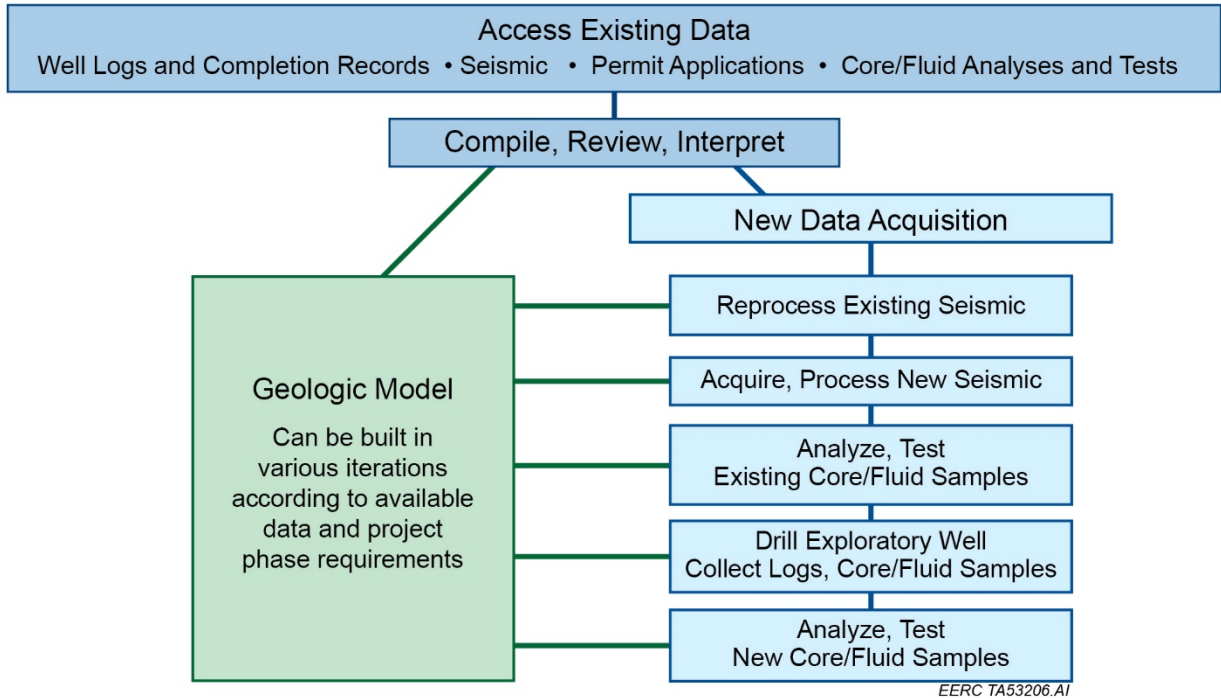 Access Existing Data
Well Logs and Completion Records • Seismic • Permit Applications • Core/Fluid Analyses and Tests
Compile, Review, Interpret
New Data Acquisition
Reprocess Existing Seismic
Acquire, Process New Seismic
Analyze, Test
Existing Core/Fluid Samples
Drill Exploratory Well
Collect Logs, Core/Fluid Samples
Analyze, Test
New Core/Fluid Samples
Geologic Model
Can be built in
various iterations
according to available
data and project
phase requirements
EERC TA53206.AI